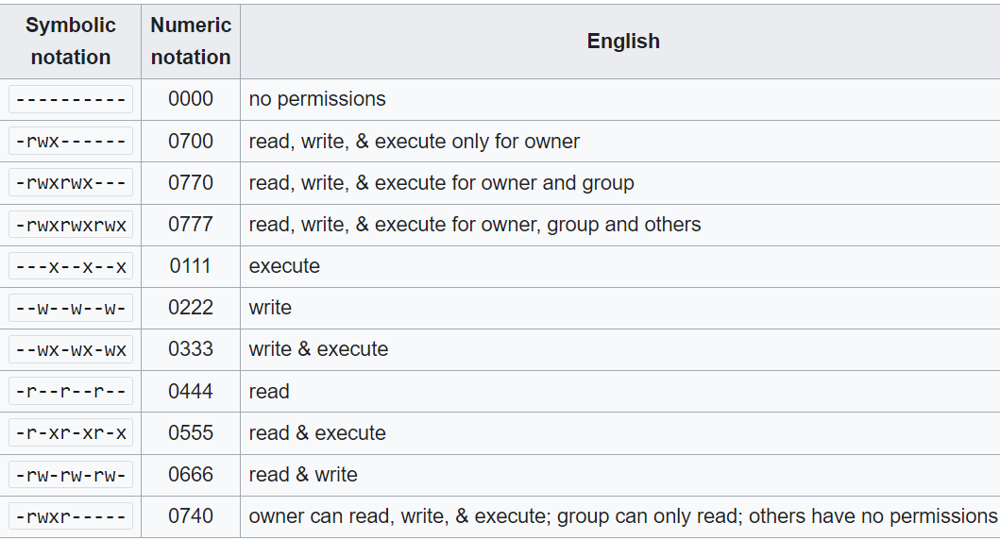 Symbolic notation Numeric notation English
---------- 0000 no permissions
-rwx------ 0700 read, write, & execute only for owner
-rwxrwx--- 0770 read, write, & execute for owner and group
-rwxrwxrwx 0777 read, write, & execute for owner, group and others
---x--x--x 0111 execute
--w--w--w- 0222 write
--wx-wx-wx 0333 write & execute
-r--r--r-- 0444 read
-r-xr-xr-x 0555 read & execute
-rw-rw-rw- 0666 read & write
-rwxr----- 0740 owner can read, write, & execute; group can only read; others have no permissions